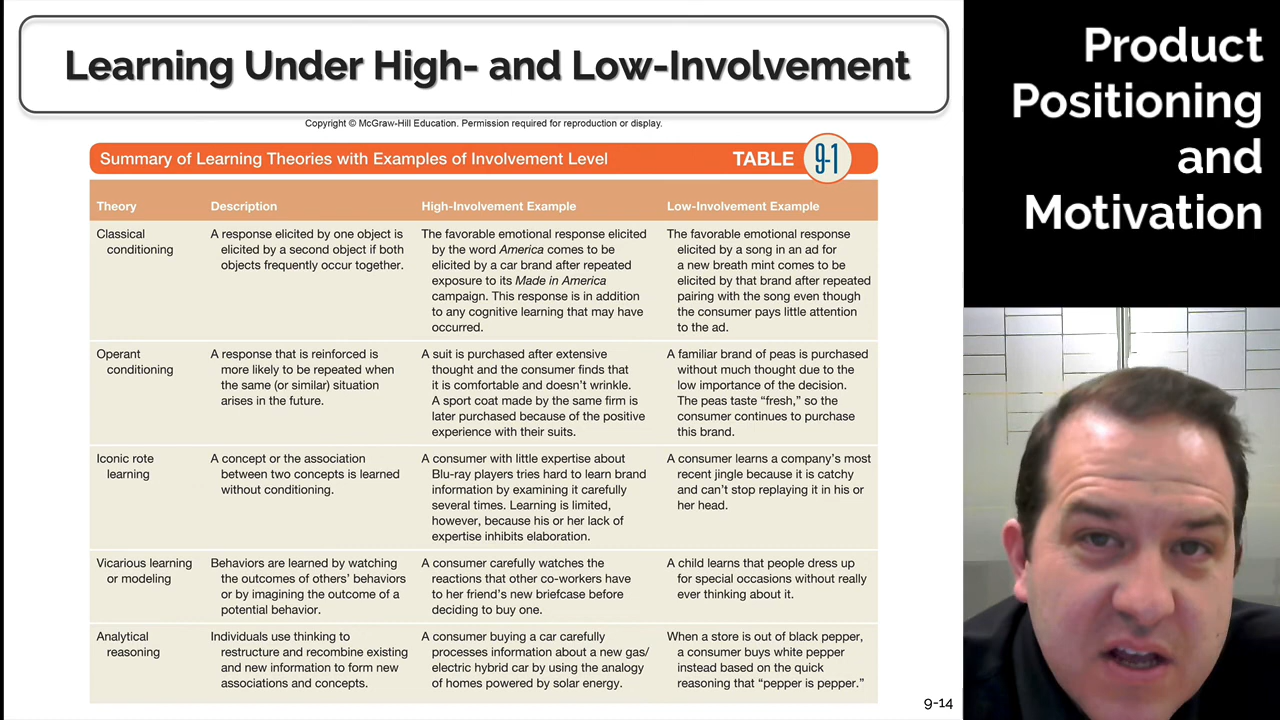 Learning Under High- and Low-Involvement
Copyright © McGraw-Hill Education. Permission required for reproduction or display.
Summary of Learning Theories with Examples of Involvement Level
TABLE 9-1
Theory
Description
High-Involvement Example
Low-Involvement Example
Classical
conditioning
A response elicited by one object is
elicited by a second object if both
objects frequently occur together.
The favorable emotional response elicited
by the word America comes to be
elicited by a car brand after repeated
exposure to its Made in America
campaign. This response is in addition
to any cognitive learning that may have
occurred.
The favorable emotional response
elicited by a song in an ad for
a new breath mint comes to be
elicited by that brand after repeated
pairing with the song even though
the consumer pays little attention
to the ad.
Operant
conditioning
A response that is reinforced is
more likely to be repeated when
the same (or similar) situation
arises in the future.
A suit is purchased after extensive
thought and the consumer finds that
it is comfortable and doesn't wrinkle.
A sport coat made by the same firm is
later purchased because of the positive
experience with their suits.
A familiar brand of peas is purchased
without much thought due to the
low importance of the decision.
The peas taste “fresh,” so the
consumer continues to purchase
this brand.
Iconic rote
learning
A concept or the association
between two concepts is learned
without conditioning.
A consumer with little expertise about
Blu-ray players tries hard to learn brand
information by examining it carefully
several times. Learning is limited,
however, because his or her lack of
expertise inhibits elaboration.
A consumer learns a company's most
recent jingle because it is catchy
and can't stop replaying it in his or
her head.
Vicarious learning
or modeling
Behaviors are learned by watching
the outcomes of others' behaviors
or by imagining the outcome of a
potential behavior.
A consumer carefully watches the
reactions that other co-workers have
to her friend's new briefcase before
deciding to buy one.
A child learns that people dress up
for special occasions without really
ever thinking about it.
Analytical
reasoning
Individuals use thinking to
restructure and recombine existing
and new information to form new
associations and concepts.
A consumer buying a car carefully
processes information about a new gas/
electric hybrid car by using the analogy
of homes powered by solar energy.
When a store is out of black pepper,
a consumer buys white pepper
instead based on the quick
reasoning that “pepper is pepper.”
9-14
Product
Positioning
and
Motivation